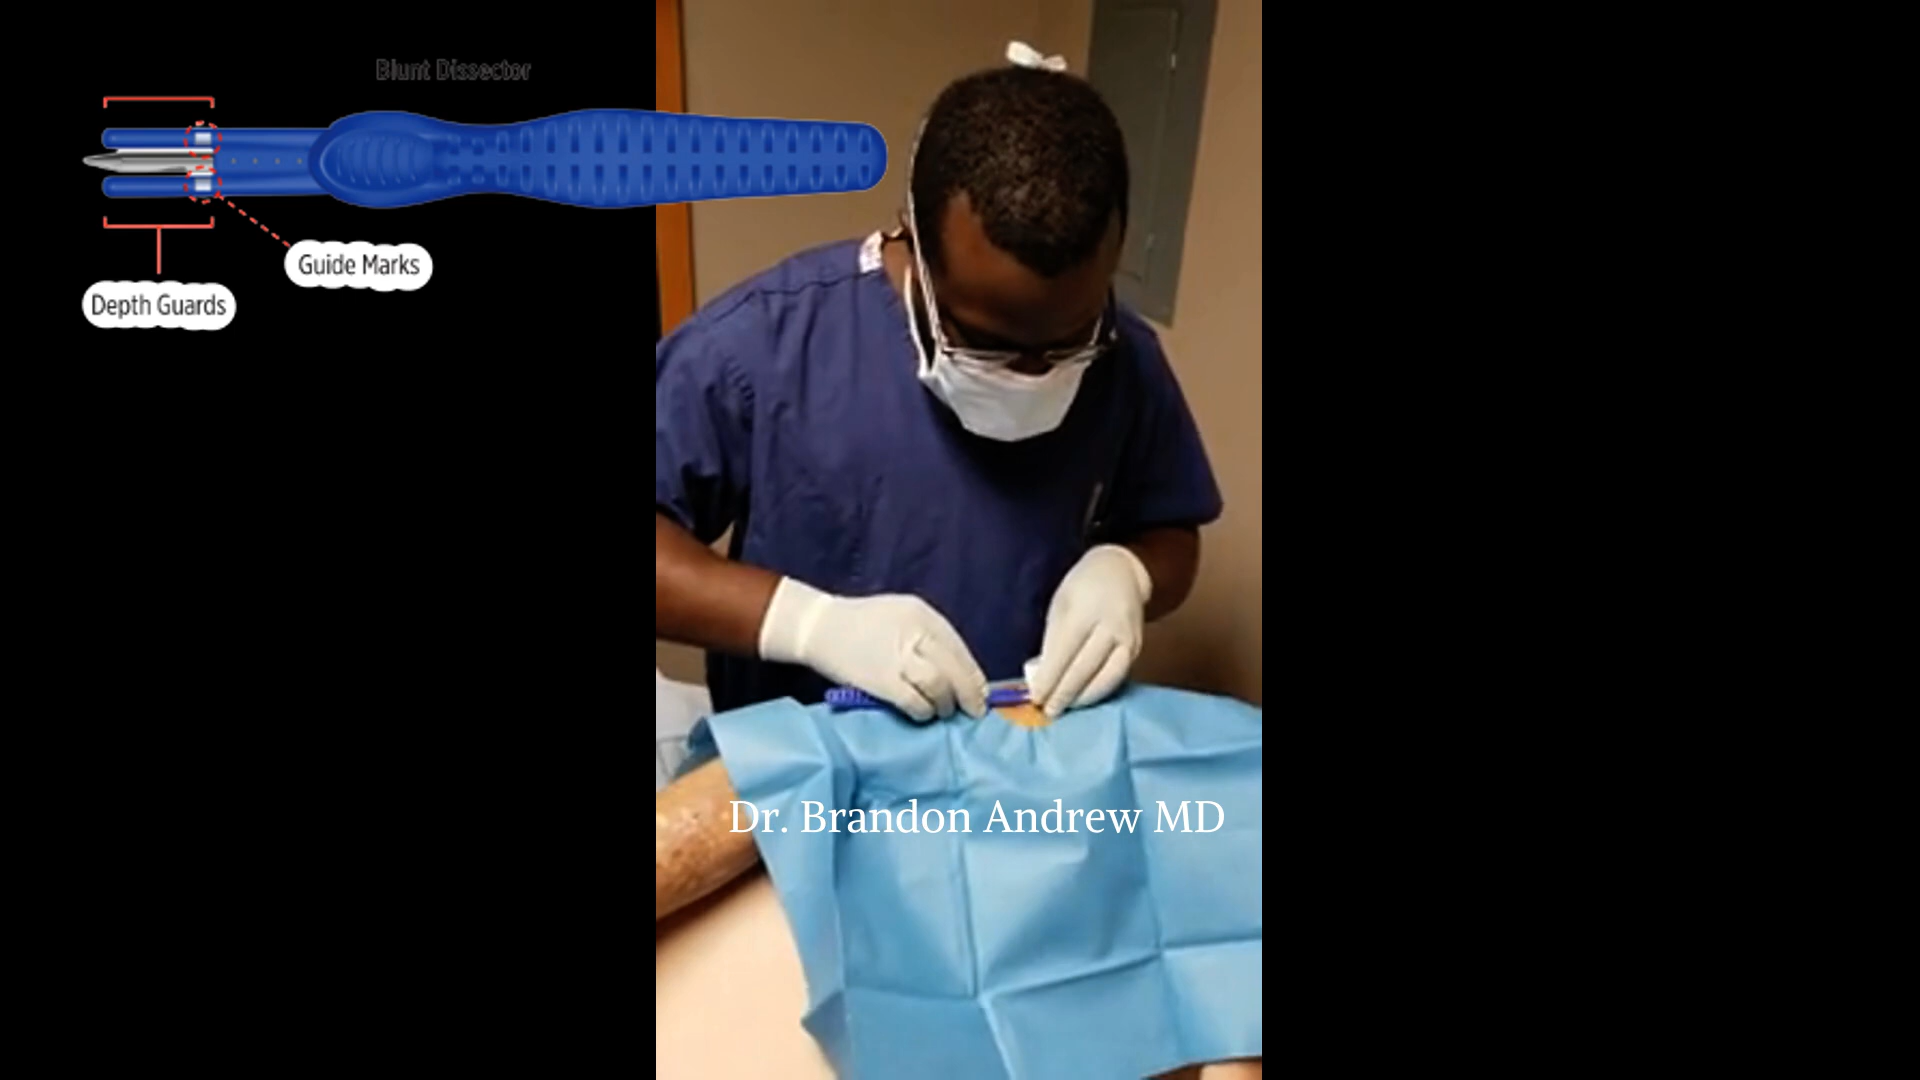 Blunt Dissector
Guide Marks
Depth Guards
Dr. Brandon Andrew MD